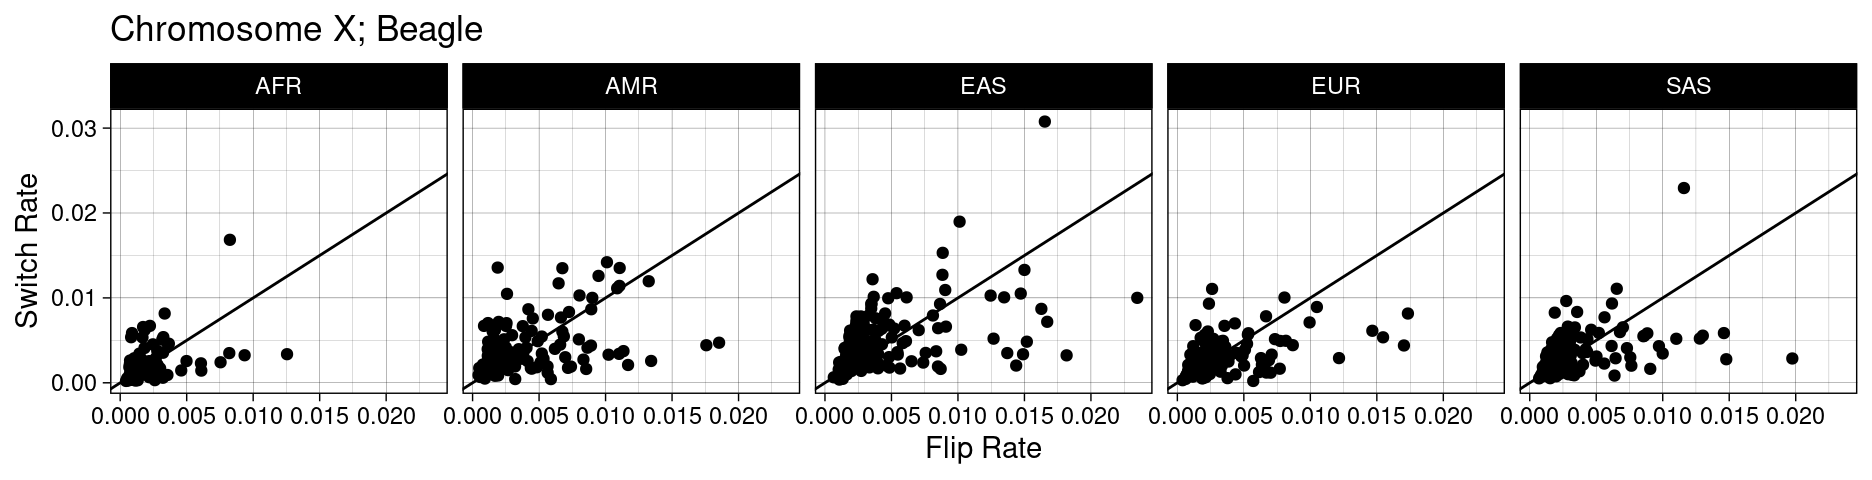 Chromosome X; Beagle
AFR AMR EAS EUR SAS
0.03
0.02
0.01
0.00
Switch Rate
0.000 0.005 0.010 0.015 0.020 0.000 0.005 0.010 0.015 0.020 0.000 0.005 0.010 0.015 0.020 0.000 0.005 0.010 0.015 0.020 0.000 0.005 0.010 0.015 0.020
Flip Rate